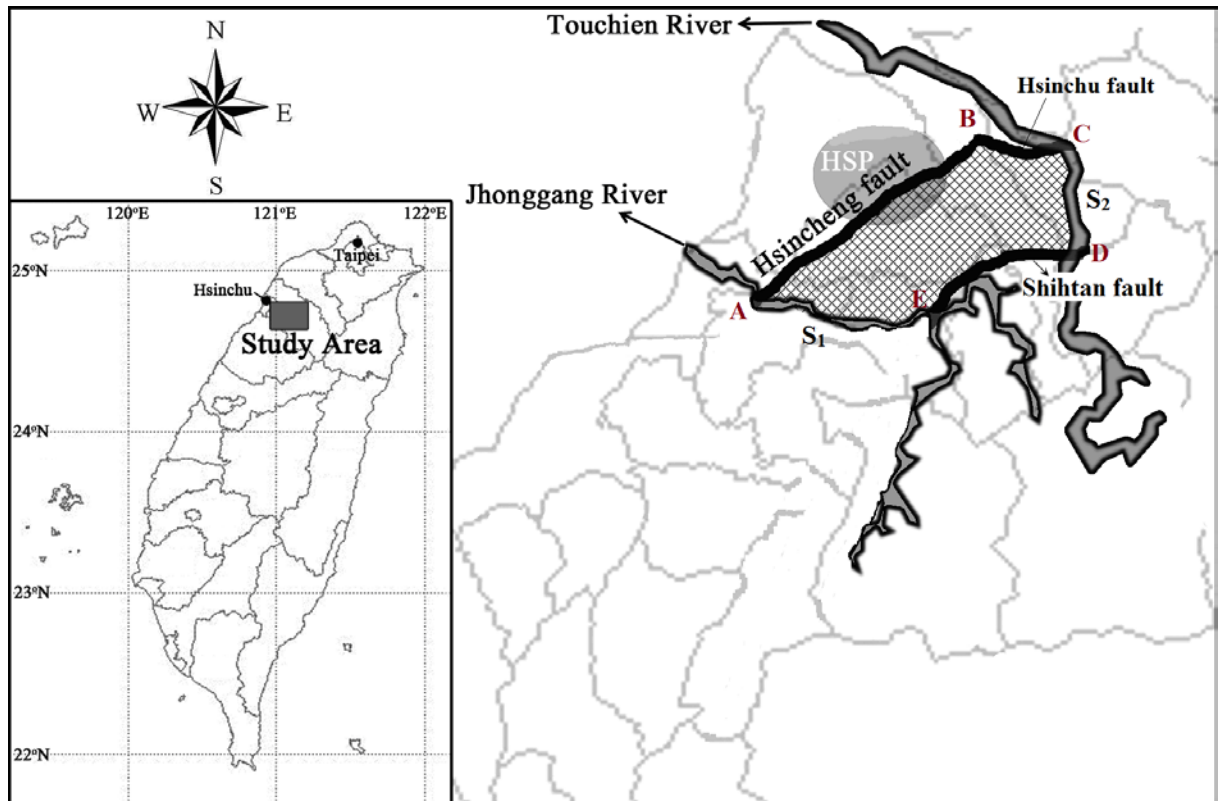 N
W
E
S
120°E
121°E
122°E
25°N
24°N
23°N
22°N
Taipei
Hsinchu
Study Area
Touchien River
Hsinchu fault
B
C
HSP
Hsincheng fault
Jhonggang River
S2
D
Shihtan fault
E
A
S1